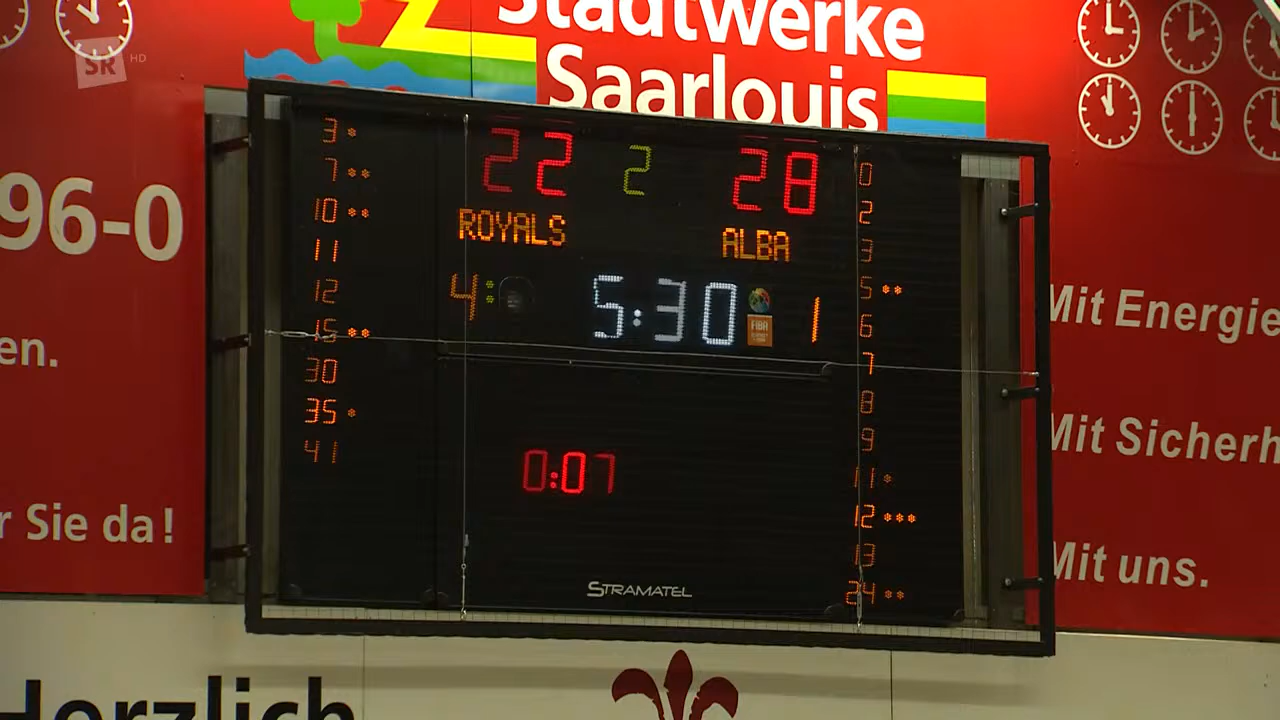 SR HD
Stadtwerke
Saarlouis
96-0
en.
r Sie da!
Mit Energie
Mit Sicherh
Mit uns.
22 2 28
ROYALS ALBA
4: 5:30 1
FIBA
0:07
3*
7**
10**
11
12
15**
30
35*
41
0
2
3
5**
6
7
8
9
11*
12***
13
24**
STRAMATEL
Herzlich